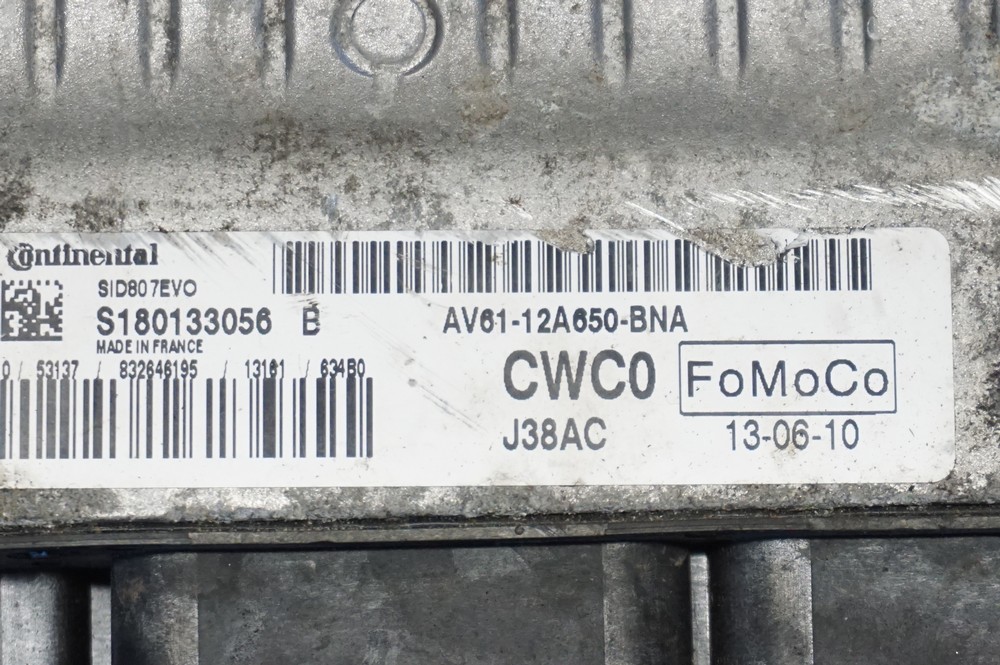 Continental
SID807EVO
S180133056 B
MADE IN FRANCE
0 / 53137 / 832646195 / 13161 / 634B0
AV61-12A650-BNA
CWC0
FoMoCo
J38AC
13-06-10